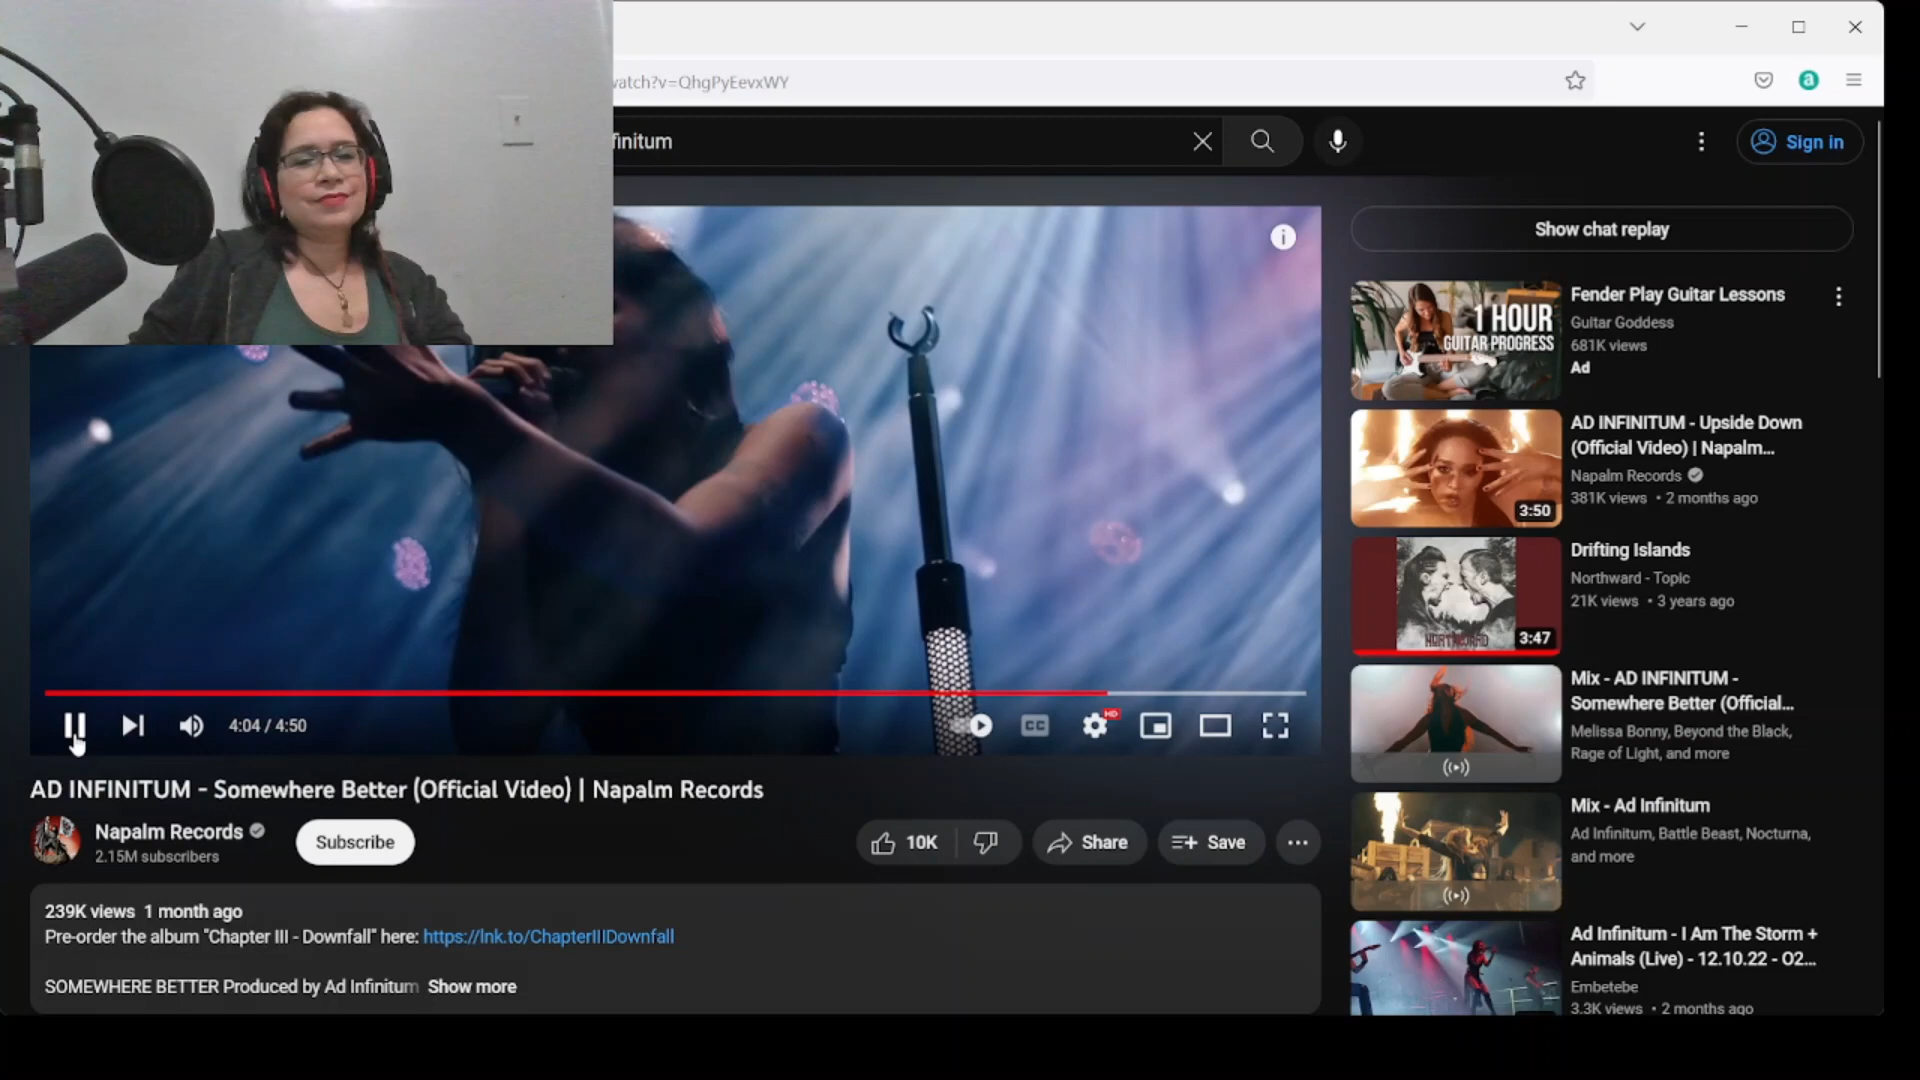 watch?v=QhgPyEevxWY
finitum
Sign in
Show chat replay
1 HOUR
GUITAR PROGRESS
Fender Play Guitar Lessons
Guitar Goddess
681K views
Ad
AD INFINITUM - Upside Down
(Official Video) | Napalm...
Napalm Records
381K views • 2 months ago
3:50
Drifting Islands
Northward - Topic
21K views • 3 years ago
NORTHWARD
3:47
Mix - AD INFINITUM -
Somewhere Better (Official...
Melissa Bonny, Beyond the Black,
Rage of Light, and more
Mix - Ad Infinitum
Ad Infinitum, Battle Beast, Nocturna,
and more
Ad Infinitum - I Am The Storm +
Animals (Live) - 12.10.22 - O2...
Embetebe
3.3K views • 2 months ago
4:04 / 4:50
CC
HD
AD INFINITUM - Somewhere Better (Official Video) | Napalm Records
Napalm Records
2.15M subscribers
Subscribe
10K
Share
Save
239K views 1 month ago
Pre-order the album "Chapter III - Downfall" here: https://lnk.to/ChapterIIIDownfall
SOMEWHERE BETTER Produced by Ad Infinitum Show more